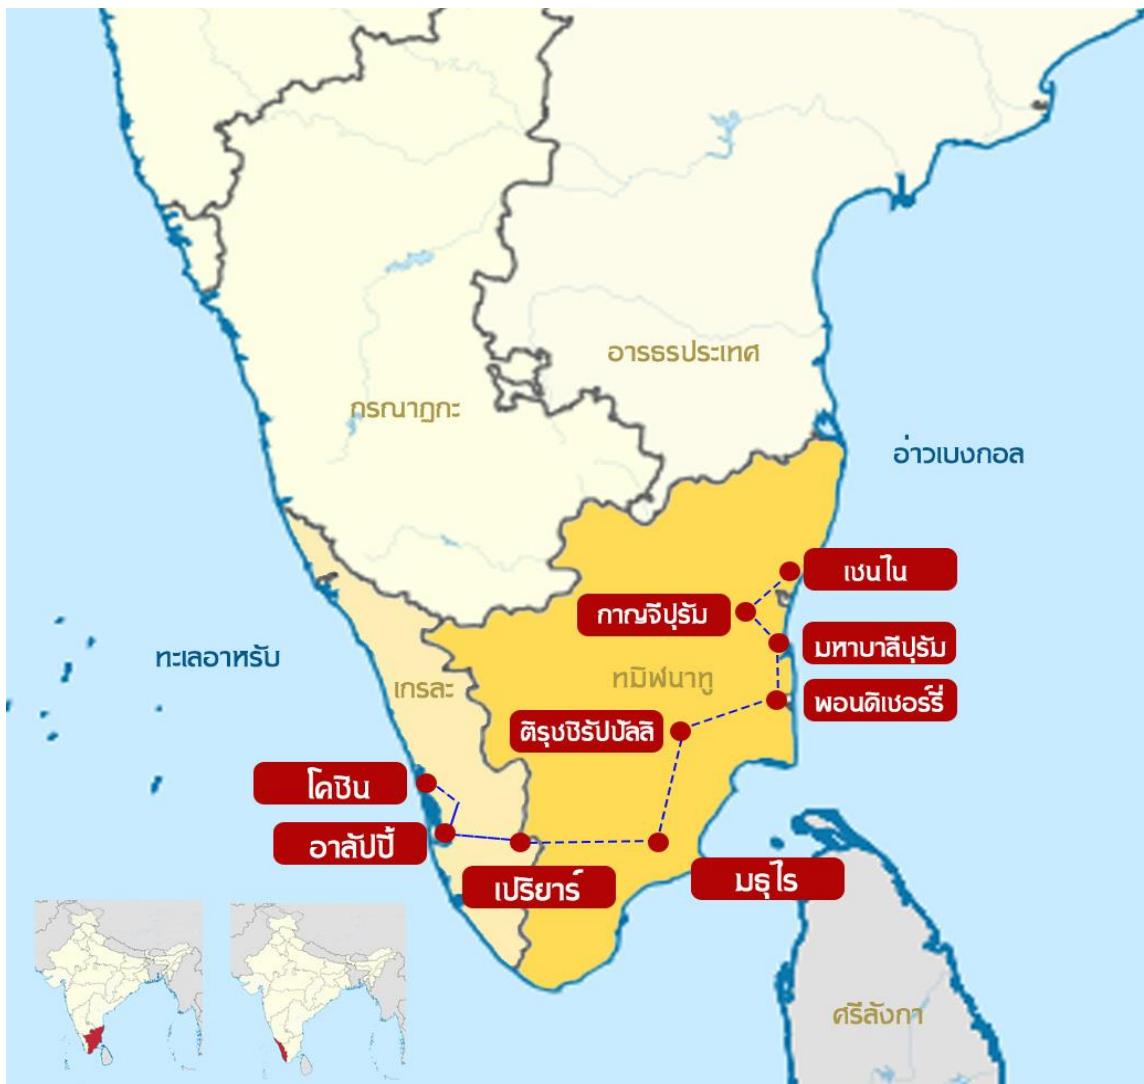 อารธรประเทศ
กรณาฏกะ
อ่าวเบงกอล
เชนไน
กาญจีปุรัม
มหาบาลีปุรัม
ทะเลอาหรับ
เกรละ
ทมิฬนาทู
พอนดิเชอร์รี่
ติรุชชิรัปปัลลิ
โคชิน
อาลัปปี้
เปริยาร์
มธุไร
ศรีลังกา